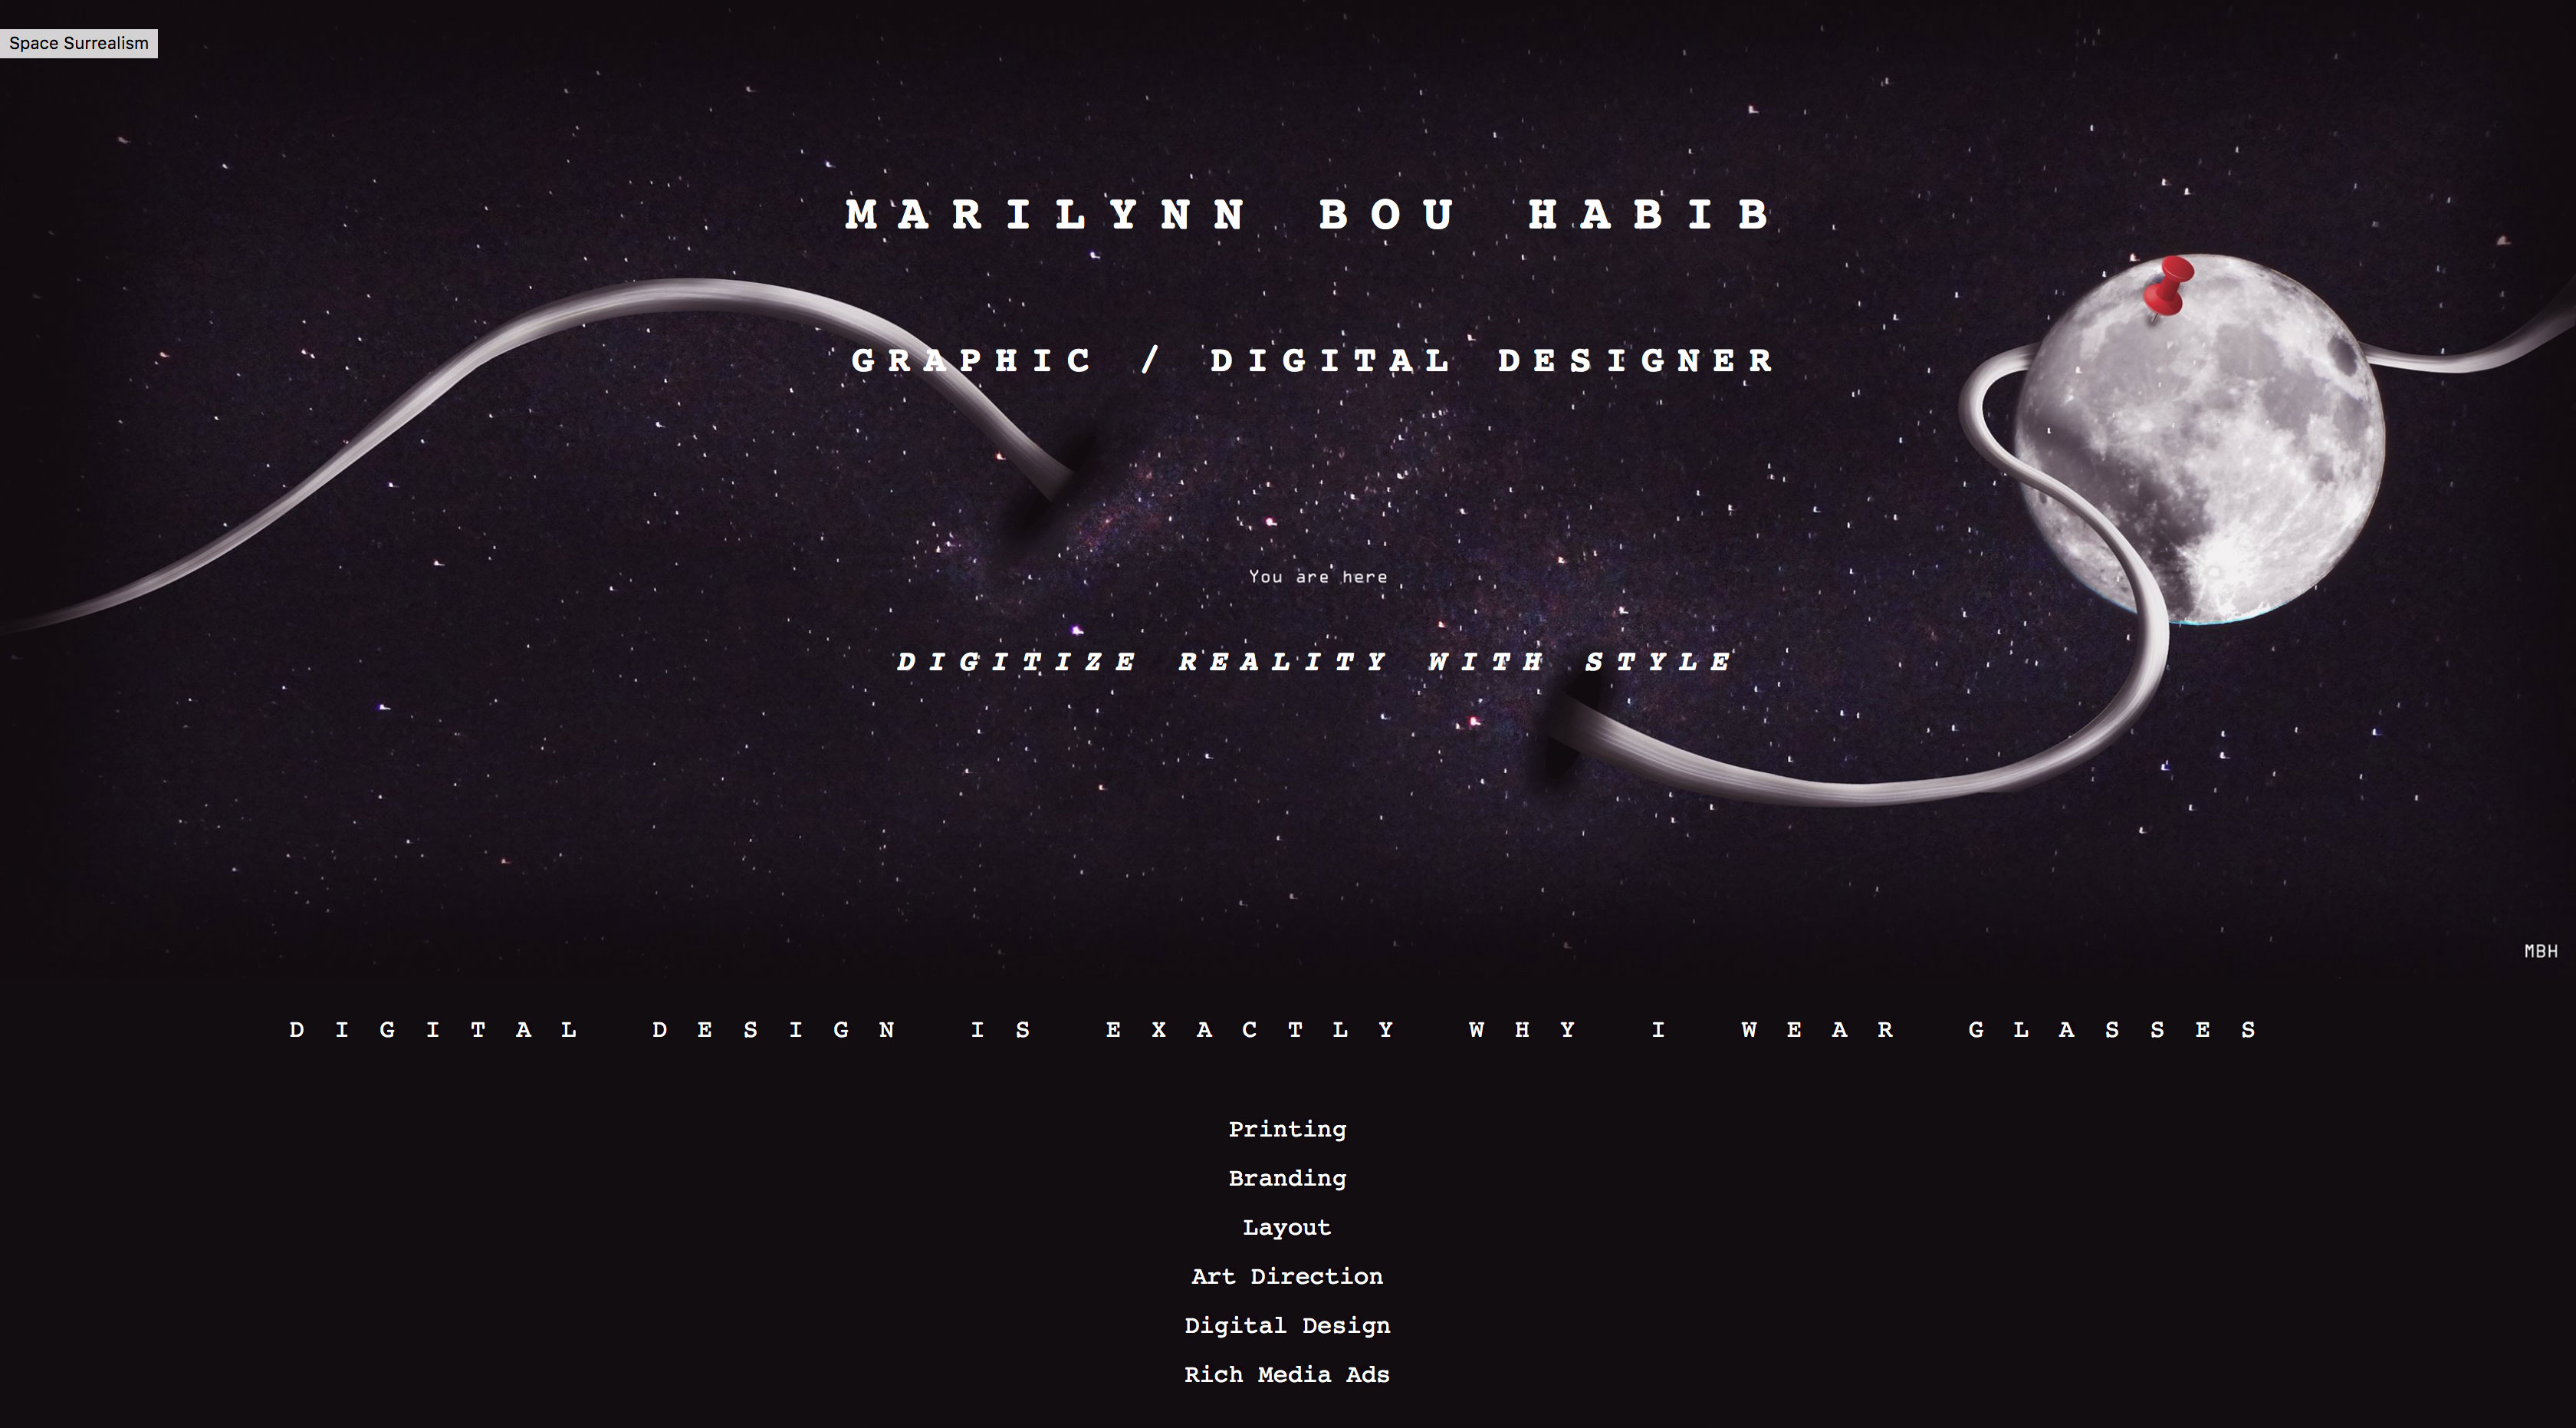 Space Surrealism
MARILYNN BOU HABIB
GRAPHIC / DIGITAL DESIGNER
You are here
DIGITIZE REALITY WITH STYLE
MBH
DIGITAL DESIGN IS EXACTLY WHY I WEAR GLASSES
Printing
Branding
Layout
Art Direction
Digital Design
Rich Media Ads